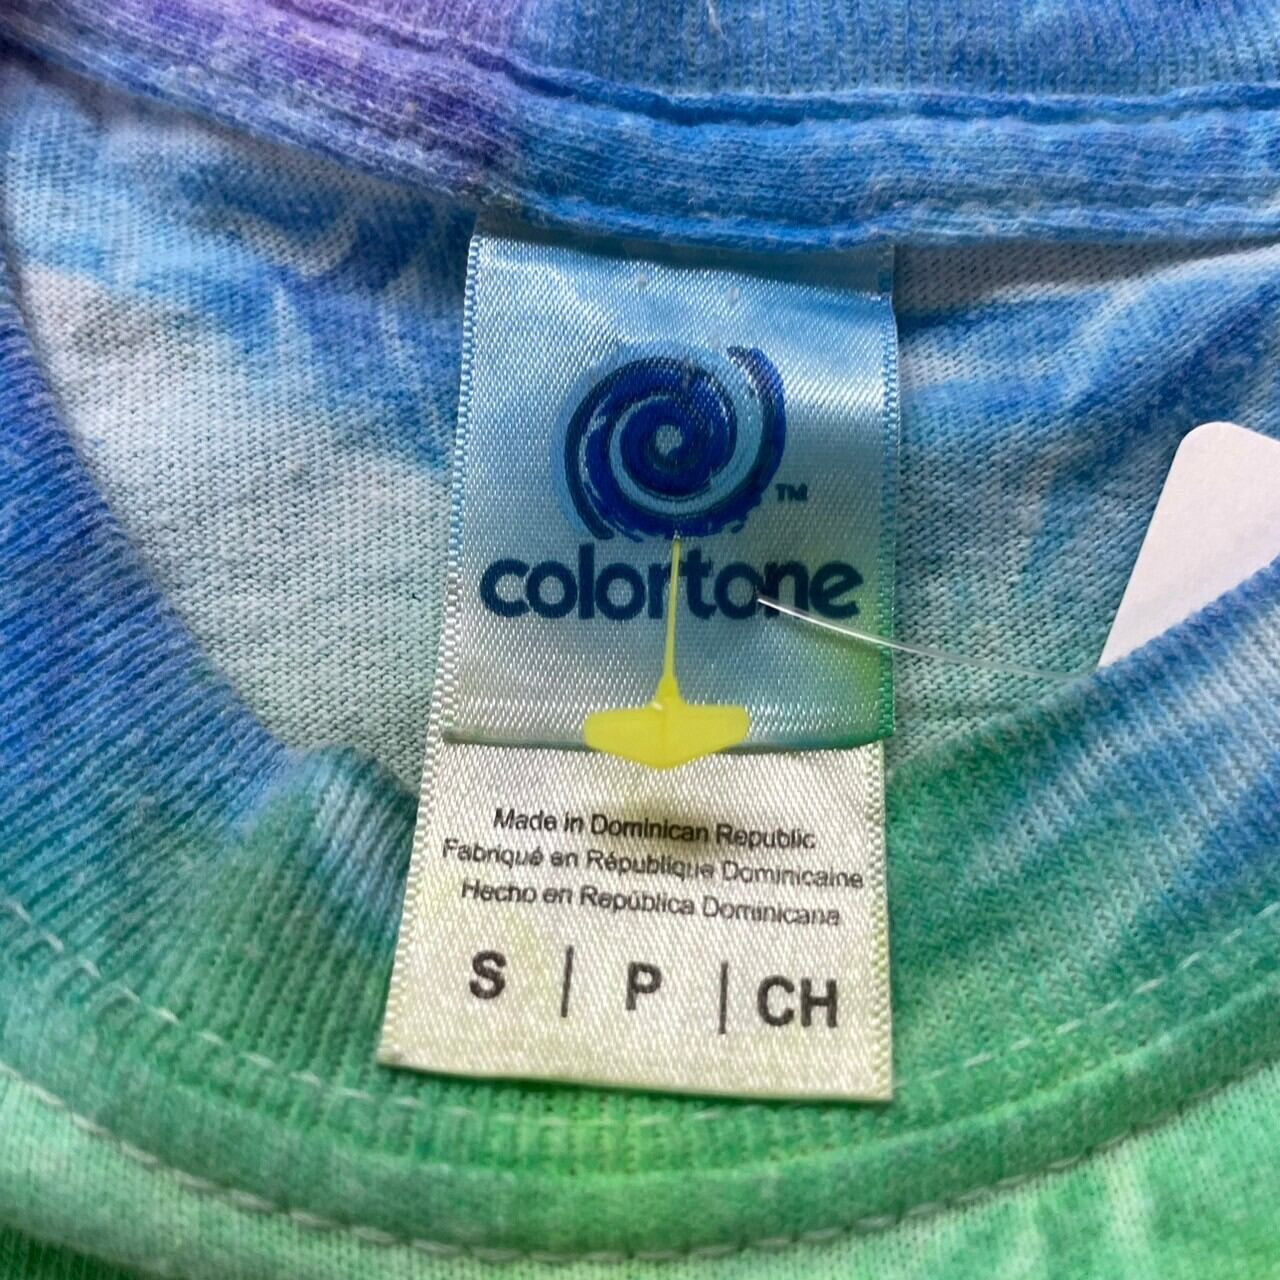 TM
colortone
Made in Dominican Republic
Fabriqué en République Dominicaine
Hecho en República Dominicana
S | P | CH